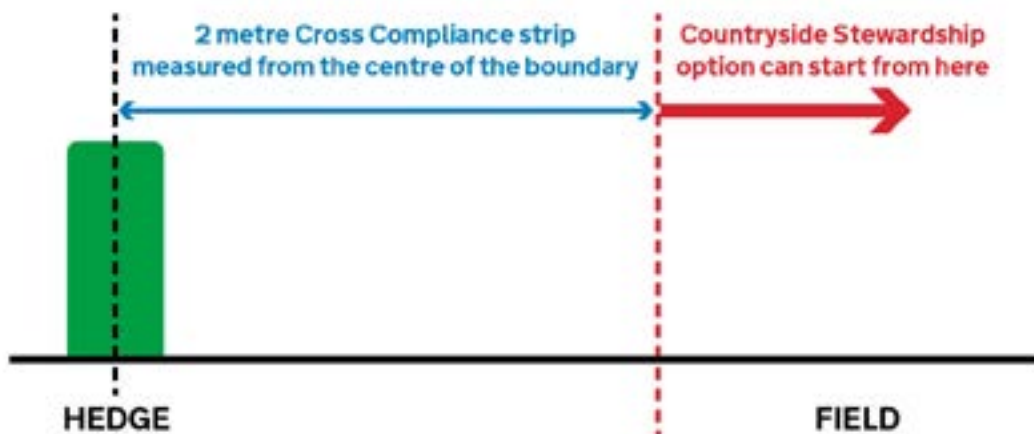 2 metre Cross Compliance strip
measured from the centre of the boundary
Countryside Stewardship
option can start from here
HEDGE
FIELD